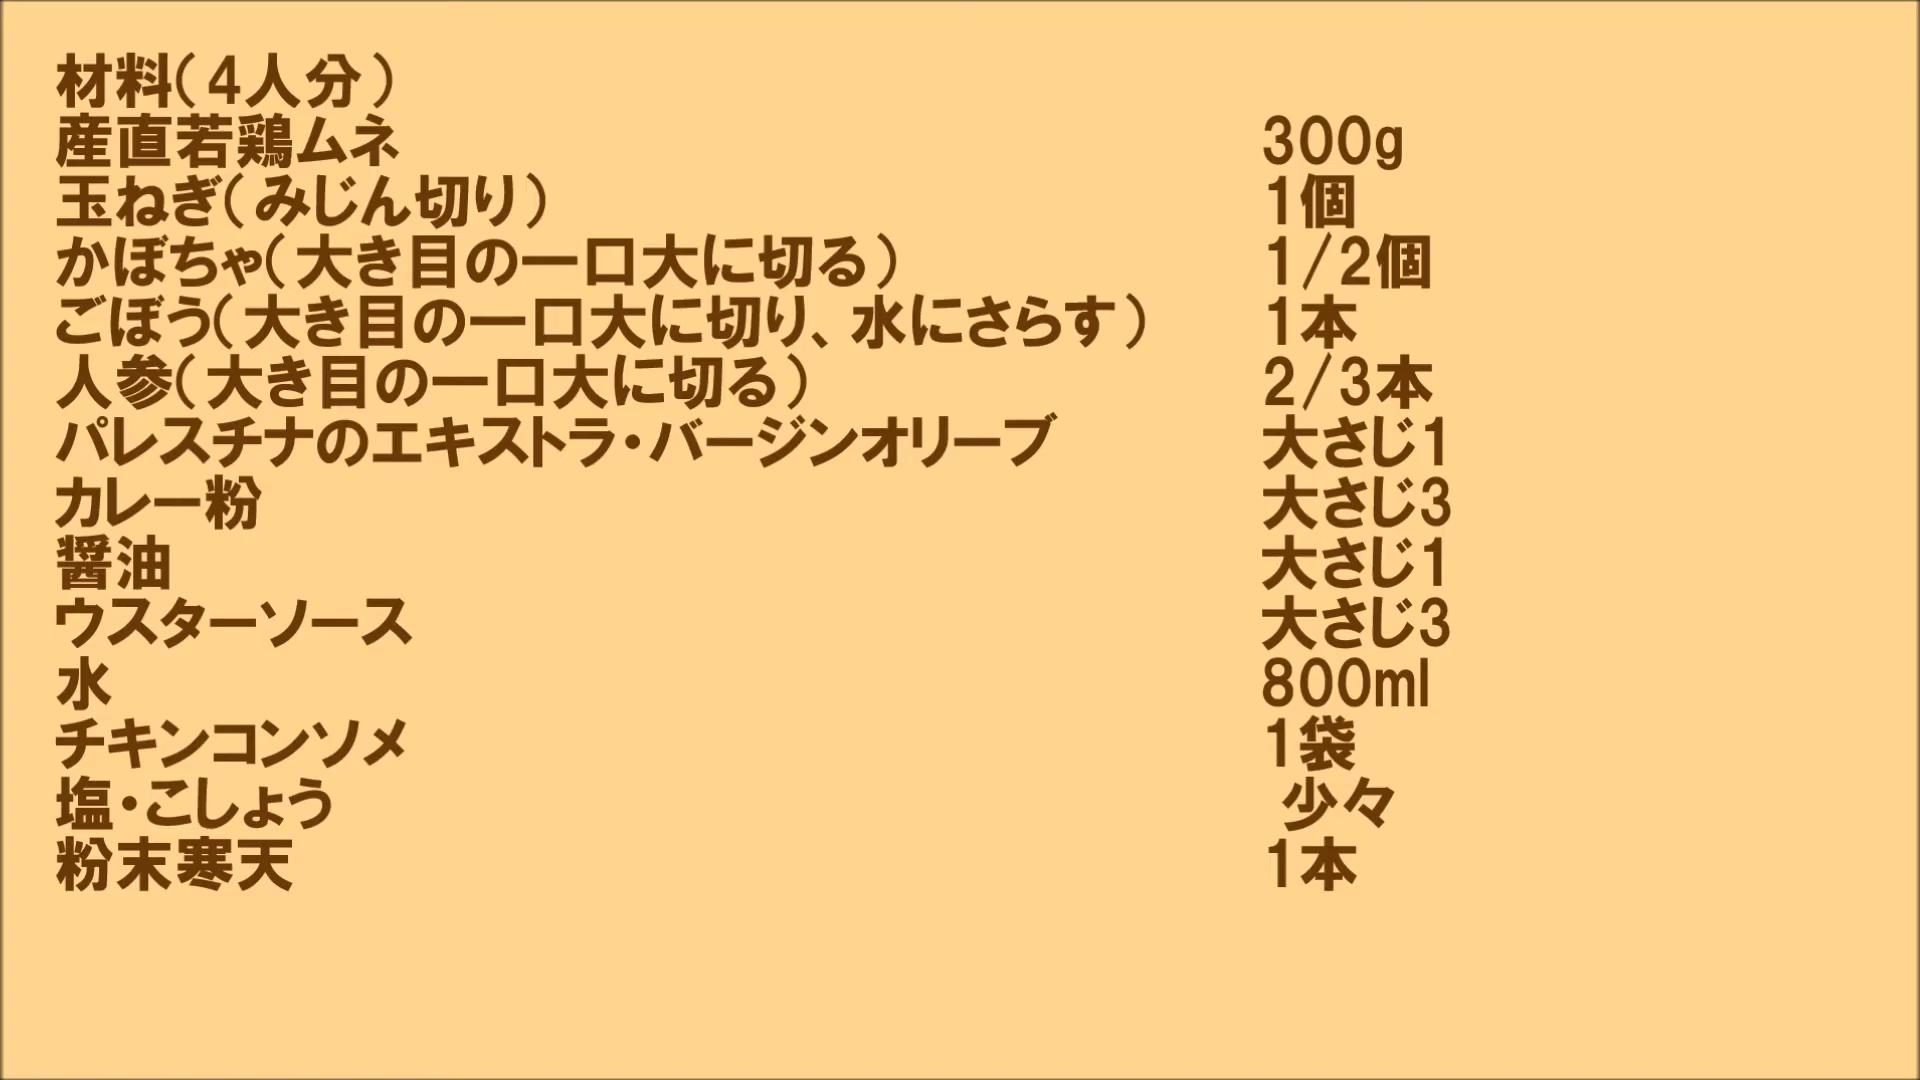 材料(4人分)
産直若鶏ムネ 300g
玉ねぎ(みじん切り) 1個
かぼちゃ(大き目の一口大に切る) 1/2個
ごぼう(大き目の一口大に切り、水にさらす) 1本
人参(大き目の一口大に切る) 2/3本
パレスチナのエキストラ・バージンオリーブ 大さじ1
カレー粉 大さじ3
醤油 大さじ1
ウスターソース 大さじ3
水 800ml
チキンコンソメ 1袋
塩・こしょう 少々
粉末寒天 1本